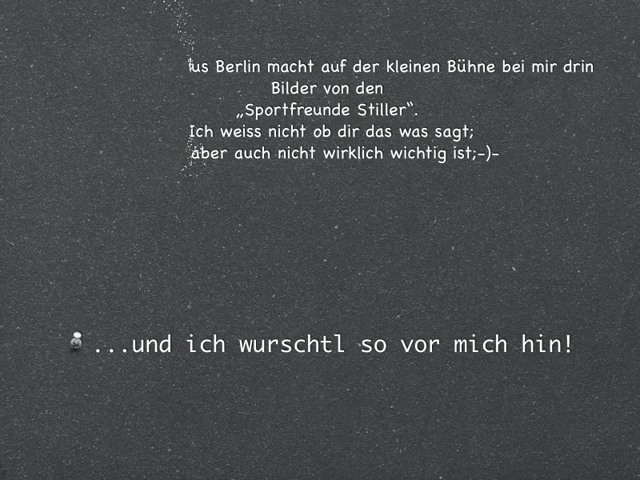 us Berlin macht auf der kleinen Bühne bei mir drin
Bilder von den
„Sportfreunde Stiller“.
Ich weiss nicht ob dir das was sagt;
aber auch nicht wirklich wichtig ist;-)-
...und ich wurschtl so vor mich hin!